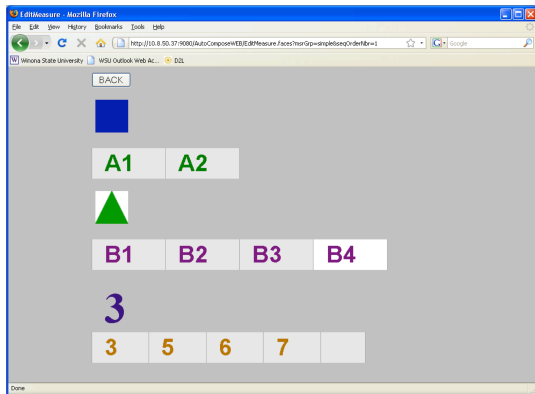 EditMeasure - Mozilla Firefox
File Edit View History Bookmarks Tools Help
http://10.8.50.37:9080/AutoComposeWEB/EditMeasure.faces?msrGrp=simple6seqOrderNbr=1
Google
W Winona State University WSU Outlook Web Ac... D2L
BACK
A1 A2
B1 B2 B3 B4
3
3 5 6 7
Done